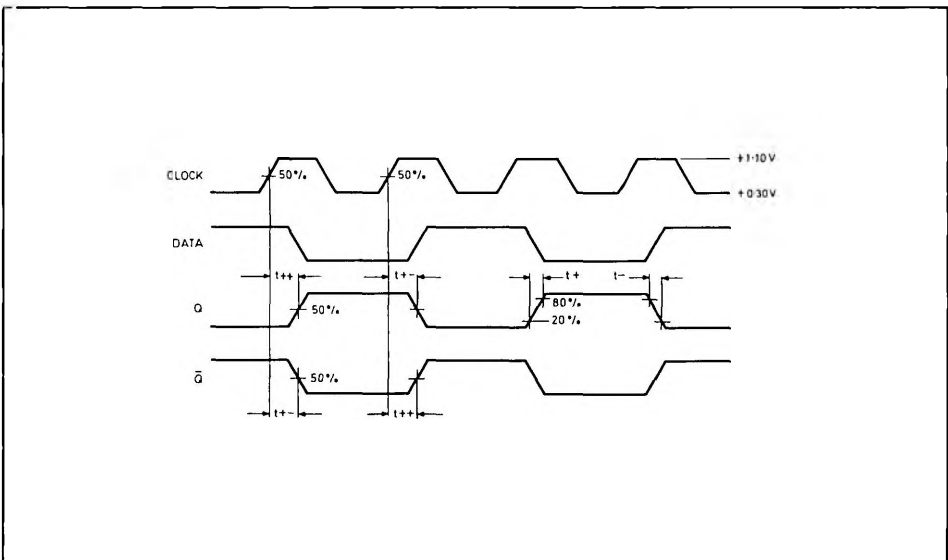 CLOCK
50%
50%
+1·10V
+0·30V
DATA
t++
t+-
t+
t-
Q
50%
80%
20%
Q̄
50%
t+-
t++